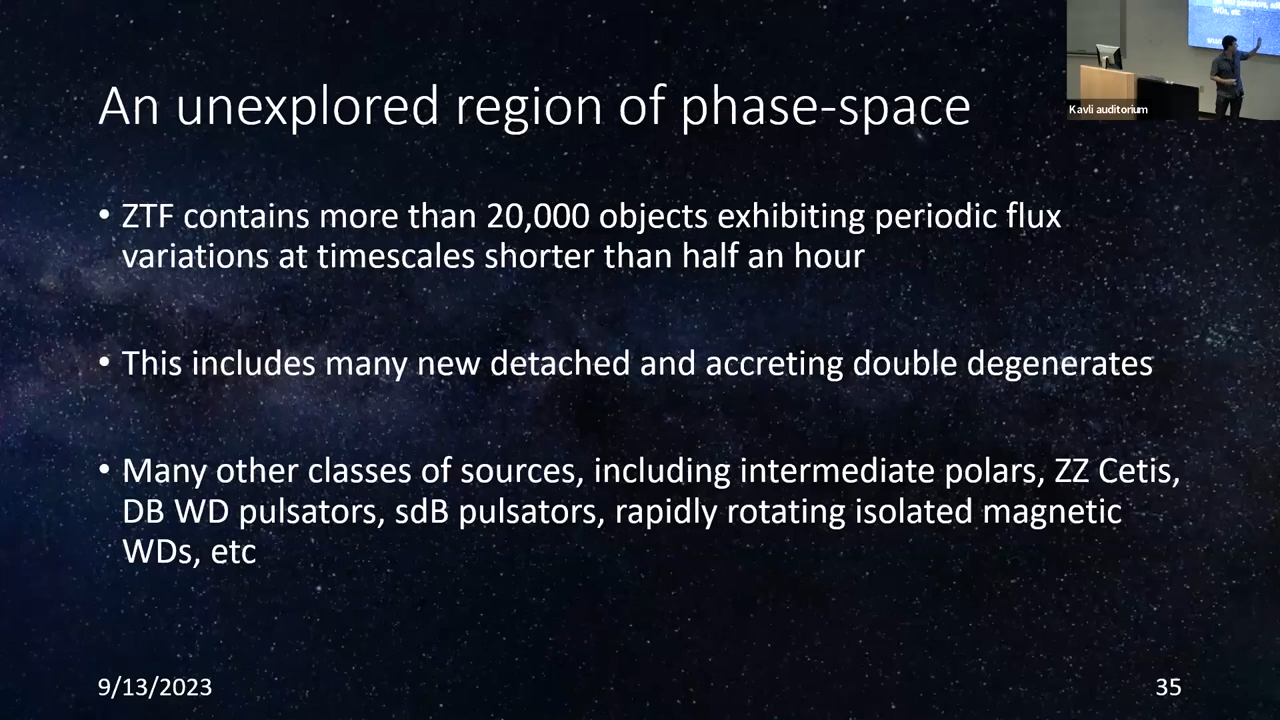 An unexplored region of phase-space
Kavli auditorium
• ZTF contains more than 20,000 objects exhibiting periodic flux
variations at timescales shorter than half an hour
• This includes many new detached and accreting double degenerates
• Many other classes of sources, including intermediate polars, ZZ Cetis,
DB WD pulsators, sdB pulsators, rapidly rotating isolated magnetic
WDs, etc
9/13/2023
35